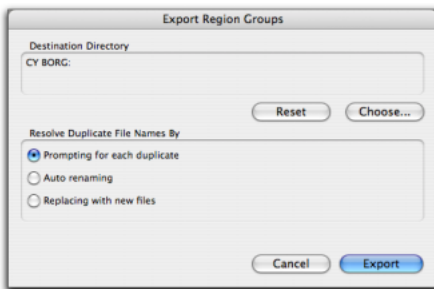 Export Region Groups
Destination Directory
CY BORG:
Reset
Choose...
Resolve Duplicate File Names By
Prompting for each duplicate
Auto renaming
Replacing with new files
Cancel
Export